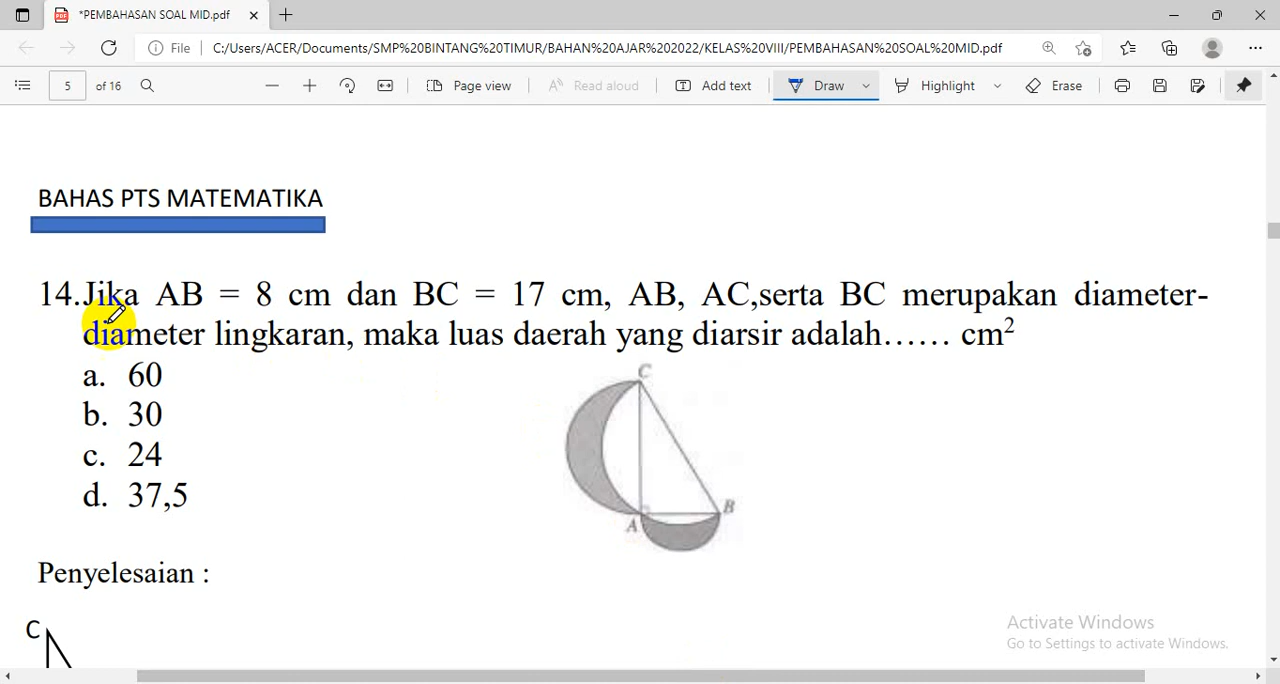 *PEMBAHASAN SOAL MID.pdf
File C:/Users/ACER/Documents/SMP%20BINTANG%20TIMUR/BAHAN%20AJAR%202022/KELAS%20VIII/PEMBAHASAN%20SOAL%20MID.pdf
5 of 16 Page view Read aloud Add text Draw Highlight Erase
BAHAS PTS MATEMATIKA
14.Jika AB = 8 cm dan BC = 17 cm, AB, AC,serta BC merupakan diameter-
diameter lingkaran, maka luas daerah yang diarsir adalah…… cm²
a. 60
b. 30
c. 24
d. 37,5
C
B
A
Penyelesaian :
C
Activate Windows
Go to Settings to activate Windows.